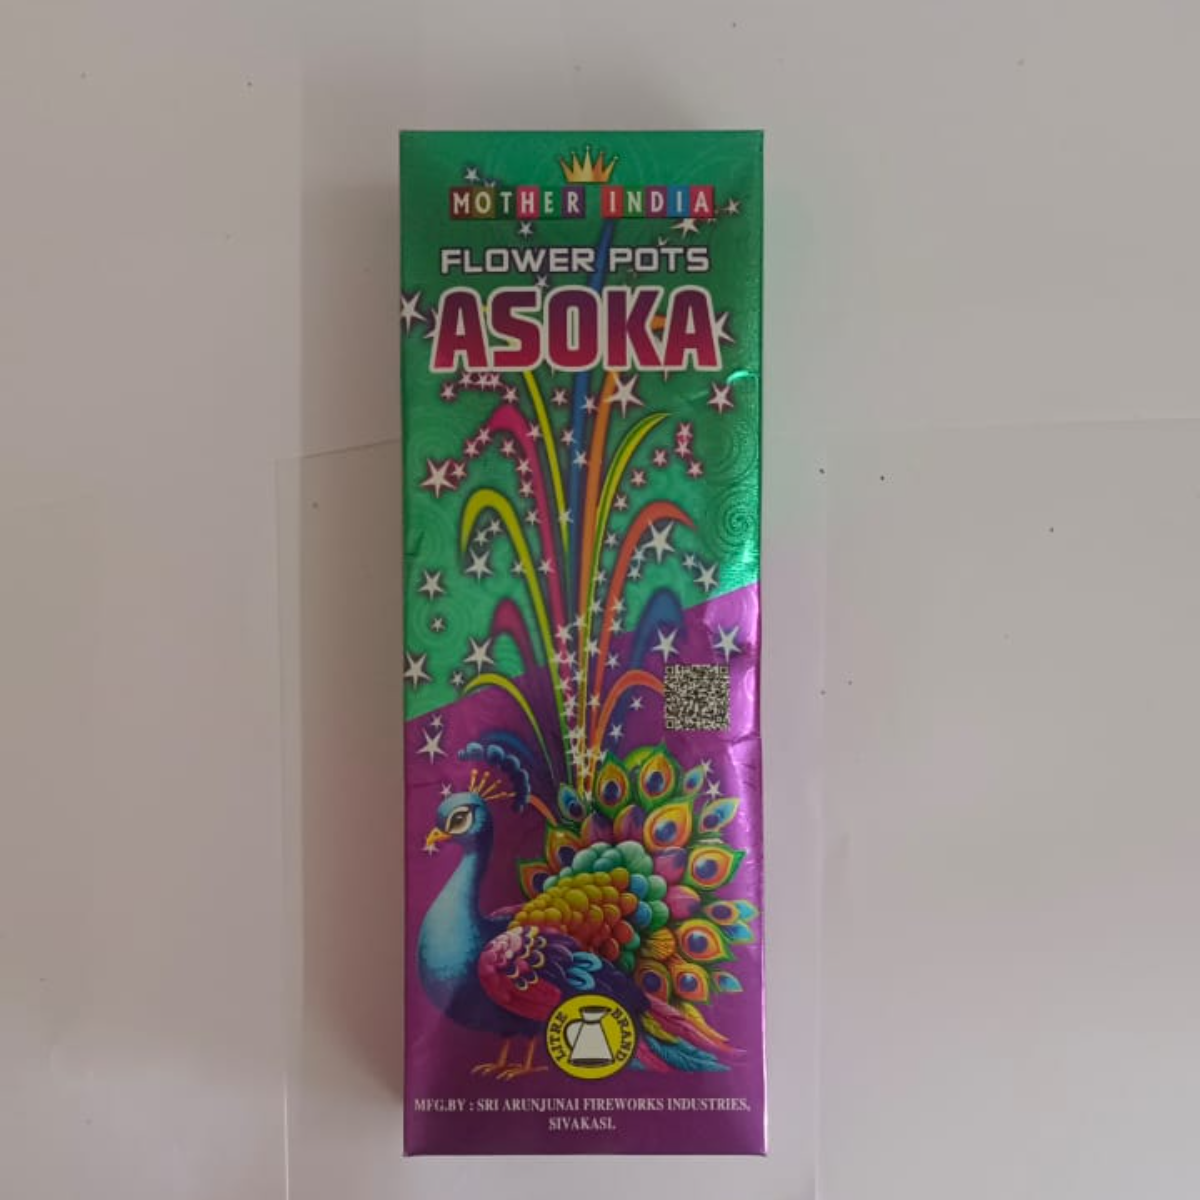 MOTHER INDIA
FLOWER POTS
ASOKA
LITRE BRAND
MFG.BY : SRI ARUNJUNAI FIREWORKS INDUSTRIES,
SIVAKASI.